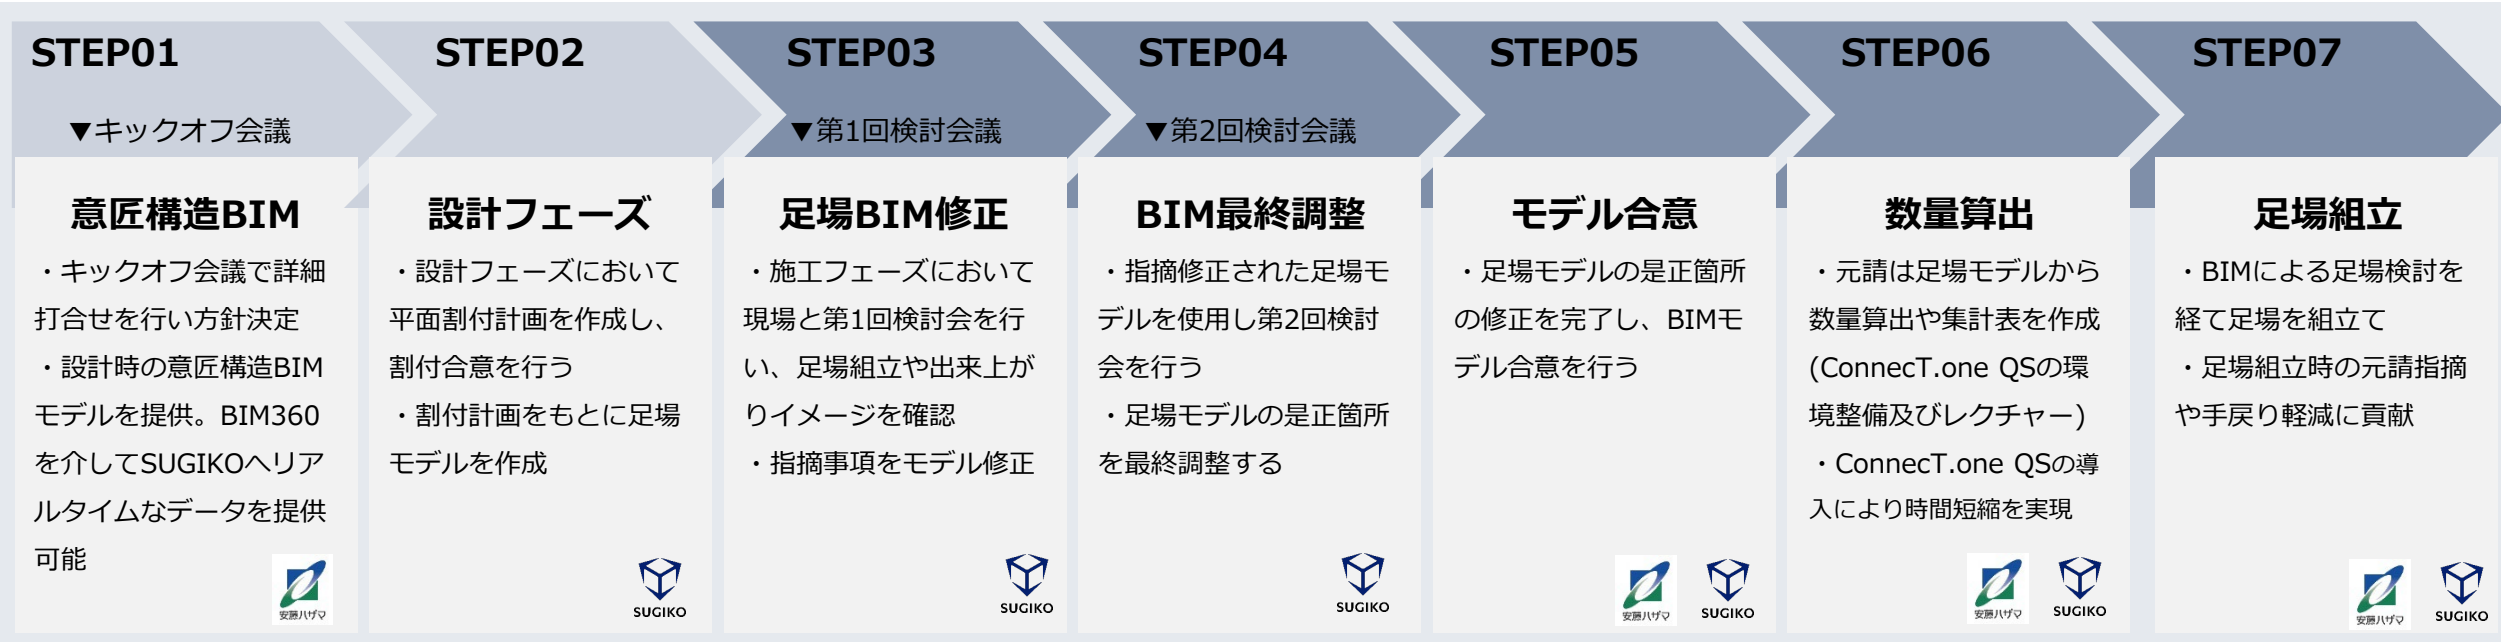 STEP01
▼キックオフ会議
意匠構造BIM
・キックオフ会議で詳細
打合せを行い方針決定
・設計時の意匠構造BIM
モデルを提供。BIM360
を介してSUGIKOへリア
ルタイムなデータを提供
可能
安藤ハザマ
STEP02
設計フェーズ
・設計フェーズにおいて
平面割付計画を作成し、
割付合意を行う
・割付計画をもとに足場
モデルを作成
SUGIKO
STEP03
▼第1回検討会議
足場BIM修正
・施工フェーズにおいて
現場と第1回検討会を行
い、足場組立や出来上が
りイメージを確認
・指摘事項をモデル修正
SUGIKO
STEP04
▼第2回検討会議
BIM最終調整
・指摘修正された足場モ
デルを使用し第2回検討
会を行う
・足場モデルの是正箇所
を最終調整する
SUGIKO
STEP05
モデル合意
・足場モデルの是正箇所
の修正を完了し、BIMモ
デル合意を行う
安藤ハザマ
SUGIKO
STEP06
数量算出
・元請は足場モデルから
数量算出や集計表を作成
(ConnecT.one QSの環
境整備及びレクチャー)
・ConnecT.one QSの導
入により時間短縮を実現
安藤ハザマ
SUGIKO
STEP07
足場組立
・BIMによる足場検討を
経て足場を組立て
・足場組立時の元請指摘
や手戻り軽減に貢献
安藤ハザマ
SUGIKO